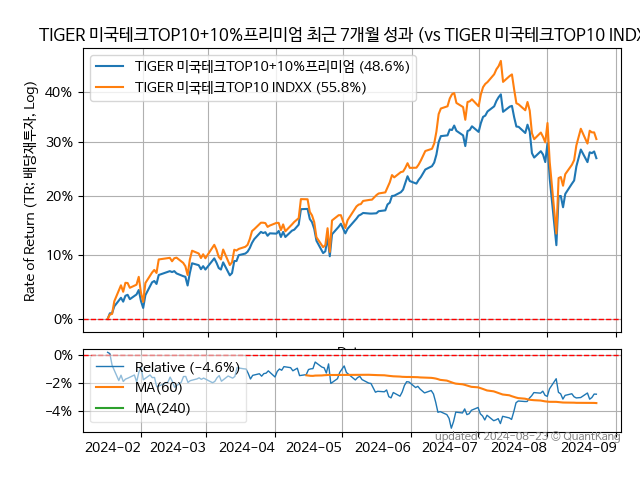 TIGER 미국테크TOP10+10%프리미엄 최근 7개월 성과 (vs TIGER 미국테크TOP10 INDX
TIGER 미국테크TOP10+10%프리미엄 (48.6%)
TIGER 미국테크TOP10 INDXX (55.8%)
Rate of Return (TR: 배당재투자, Log)
40%
30%
20%
10%
0%
0%
−2%
−4%
Relative (−4.6%)
MA(60)
MA(240)
updated: 2024-08-23 © QuantKang
2024−02 2024−03 2024−04 2024−05 2024−06 2024−07 2024−08 2024−09